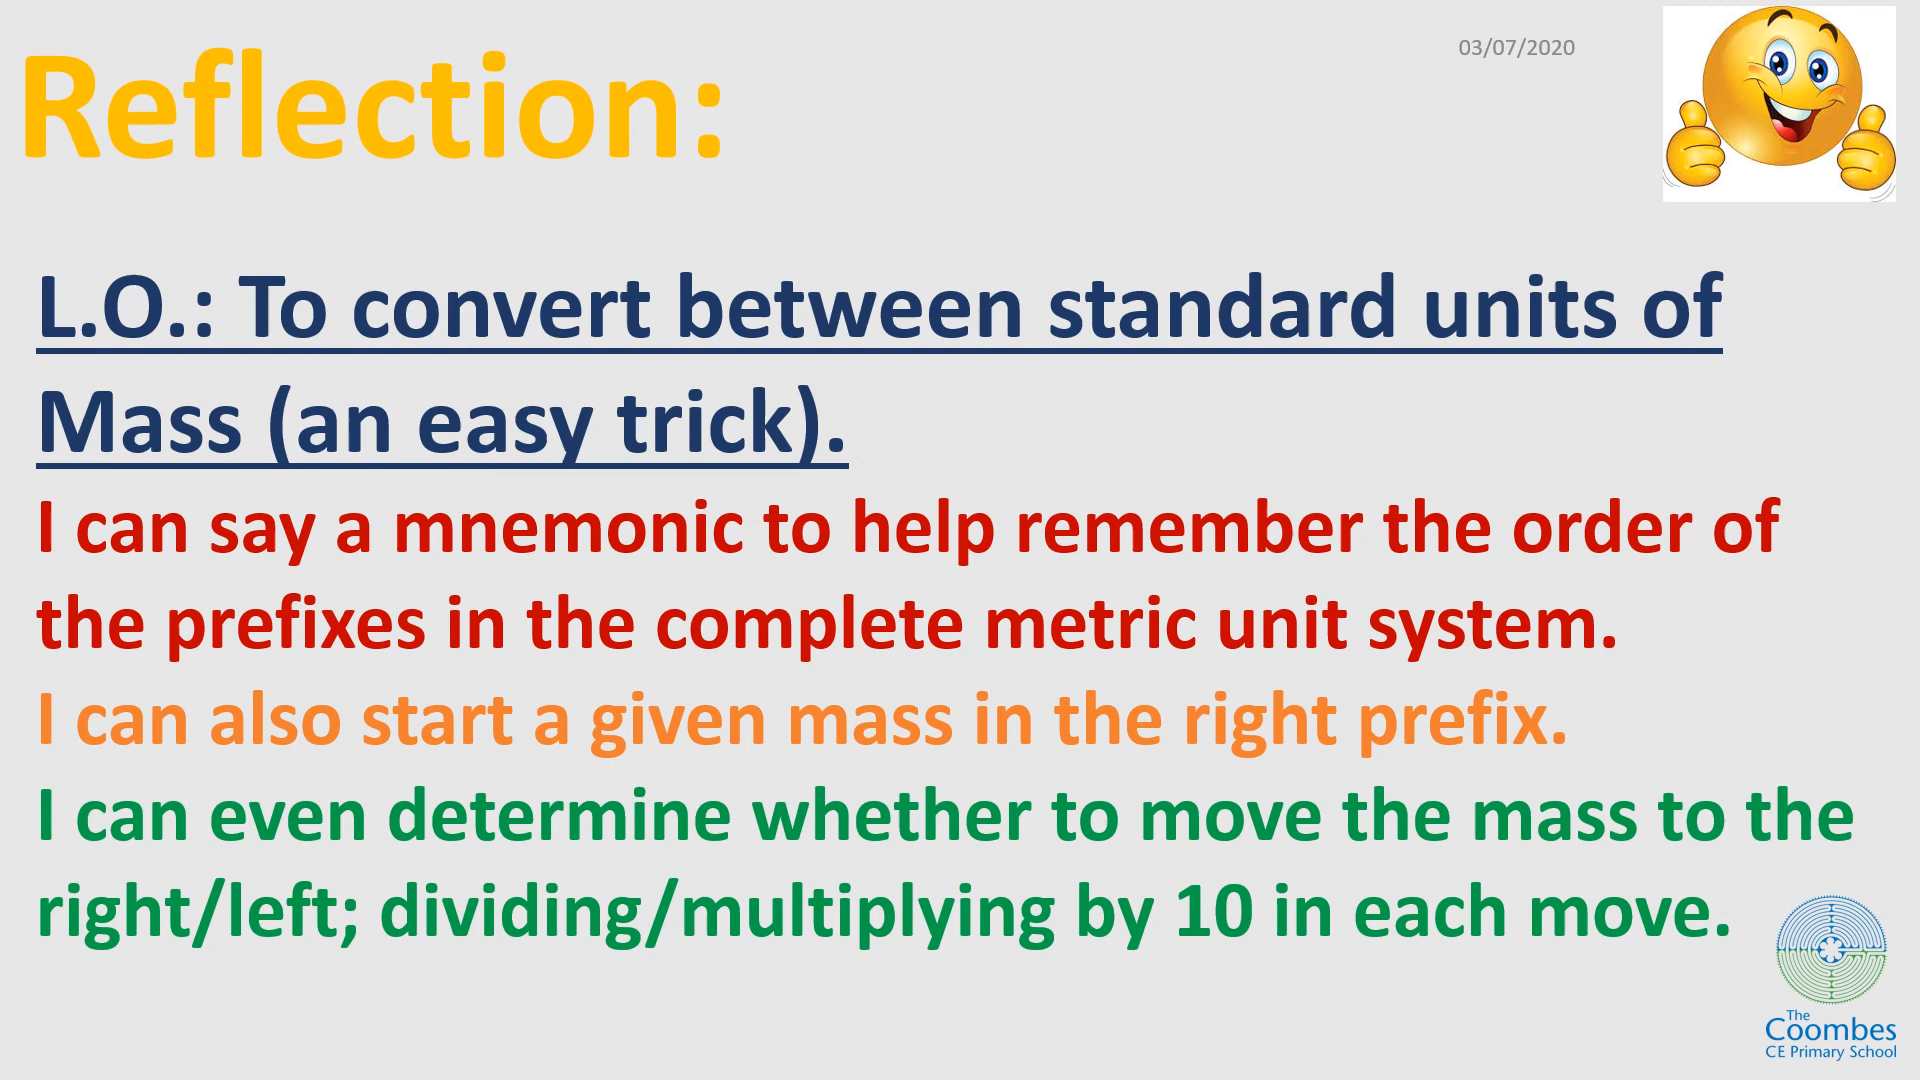 Reflection:
03/07/2020
L.O.: To convert between standard units of
Mass (an easy trick).
I can say a mnemonic to help remember the order of
the prefixes in the complete metric unit system.
I can also start a given mass in the right prefix.
I can even determine whether to move the mass to the
right/left; dividing/multiplying by 10 in each move.
The
Coombes
CE Primary School